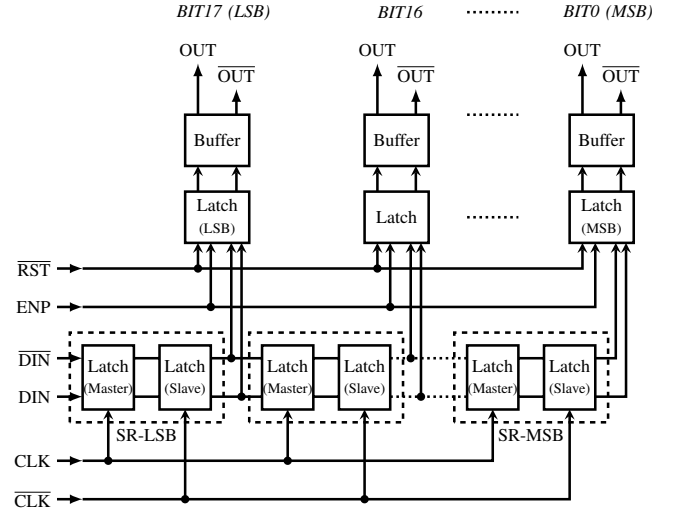 BIT17 (LSB) BIT16 ........ BIT0 (MSB)
OUT OUT OUT
OUT OUT OUT
Buffer Buffer ........ Buffer
Latch (LSB) Latch ........ Latch (MSB)
RST
ENP
DIN
Latch (Master) Latch (Slave) Latch (Master) Latch (Slave) Latch (Master) Latch (Slave)
DIN
SR-LSB SR-MSB
CLK
CLK